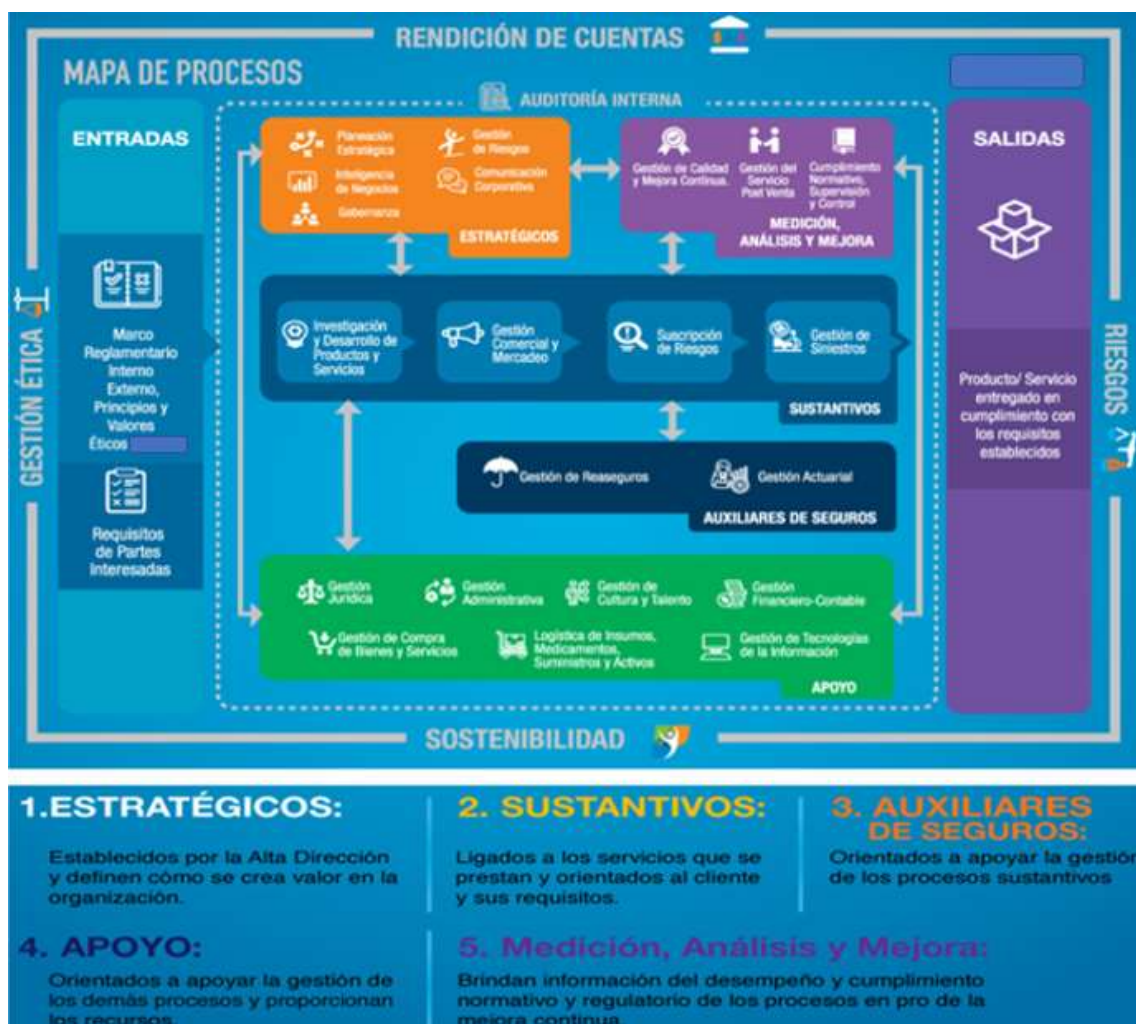 RENDICIÓN DE CUENTAS
MAPA DE PROCESOS
AUDITORÍA INTERNA
ENTRADAS
Marco
Reglamentario
Interno
Externo,
Principios y
Valores
Éticos
Requisitos
de Partes
Interesadas
GESTIÓN ÉTICA
Planeación
Estratégica
Gestión
de Riesgos
Inteligencia
de Negocios
Comunicación
Corporativa
Gobernanza
ESTRATÉGICOS
Gestión de Calidad
y Mejora Continua.
Gestión del
Servicio
Post Venta
Cumplimiento
Normativo,
Supervisión
y Control
MEDICIÓN,
ANÁLISIS Y MEJORA
Investigación
y Desarrollo de
Productos y
Servicios
Gestión
Comercial y
Mercadeo
Suscripción
de Riesgos
Gestión de
Siniestros
SUSTANTIVOS
Gestión de Reaseguros
Gestión Actuarial
AUXILIARES DE SEGUROS
Gestión
Jurídica
Gestión
Administrativa
Gestión de
Cultura y Talento
Gestión
Financiero-Contable
Gestión de Compra
de Bienes y Servicios
Logística de Insumos,
Medicamentos,
Suministros y Activos
Gestión de Tecnologías
de la Información
APOYO
SALIDAS
Producto/ Servicio
entregado en
cumplimiento con
los requisitos
establecidos
RIESGOS
SOSTENIBILIDAD
1.ESTRATÉGICOS:
Establecidos por la Alta Dirección
y definen cómo se crea valor en la
organización.
2. SUSTANTIVOS:
Ligados a los servicios que se
prestan y orientados al cliente
y sus requisitos.
3. AUXILIARES
DE SEGUROS:
Orientados a apoyar la gestión
de los procesos sustantivos
4. APOYO:
Orientados a apoyar la gestión de
los demás procesos y proporcionan
los recursos.
5. Medición, Análisis y Mejora:
Brindan información del desempeño y cumplimiento
normativo y regulatorio de los procesos en pro de la
mejora continua.